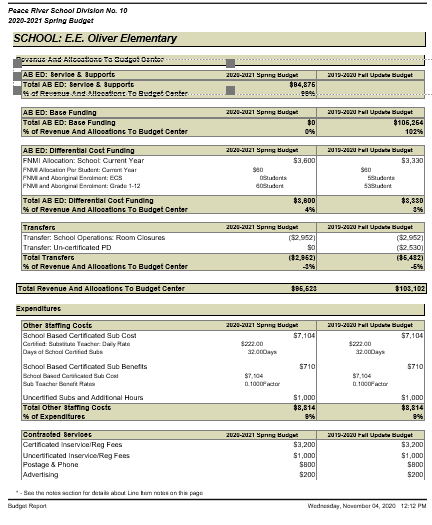 Peace River School Division No. 10
2020-2021 Spring Budget
SCHOOL: E.E. Oliver Elementary
Revenue And Allocations To Budget Center
AB ED: Service & Supports 2020-2021 Spring Budget 2019-2020 Fall Update Budget
Total AB ED: Service & Supports $94,875
% of Revenue And Allocations To Budget Center 99%
AB ED: Base Funding 2020-2021 Spring Budget 2019-2020 Fall Update Budget
Total AB ED: Base Funding $0 $105,264
% of Revenue And Allocations To Budget Center 0% 102%
AB ED: Differential Cost Funding 2020-2021 Spring Budget 2019-2020 Fall Update Budget
FNMI Allocation: School: Current Year $3,600 $3,330
FNMI Allocation Per Student: Current Year $60 $60
FNMI and Aboriginal Enrolment: ECS 0Students 5Students
FNMI and Aboriginal Enrolment: Grade 1-12 60Student 53Students
Total AB ED: Differential Cost Funding $3,600 $3,330
% of Revenue And Allocations To Budget Center 4% 3%
Transfers 2020-2021 Spring Budget 2019-2020 Fall Update Budget
Transfer: School Operations: Room Closures ($2,952) ($2,952)
Transfer: Un-certificated PD $0 ($2,530)
Total Transfers ($2,952) ($5,482)
% of Revenue And Allocations To Budget Center -3% -5%
Total Revenue And Allocations To Budget Center $95,523 $103,102
Expenditures
Other Staffing Costs 2020-2021 Spring Budget 2019-2020 Fall Update Budget
School Based Certificated Sub Cost $7,104 $7,104
Certified: Substitute Teacher: Daily Rate $222.00 $222.00
Days of School Certified Subs 32.00Days 32.00Days
School Based Certificated Sub Benefits $710 $710
School Based Certificated Sub Cost $7,104 $7,104
Sub Teacher Benefit Rates 0.1000Factor 0.1000Factor
Uncertificated Subs and Additional Hours $1,000 $1,000
Total Other Staffing Costs $8,814 $8,814
% of Expenditures 9% 9%
Contracted Services 2020-2021 Spring Budget 2019-2020 Fall Update Budget
Certificated Inservice/Reg Fees $3,200 $3,200
Uncertificated Inservice/Reg Fees $1,000 $1,000
Postage & Phone $800 $800
Advertising $200 $200
* - See the notes section for details about Line Item notes on this page
Budget Report Wednesday, November 04, 2020 12:12 PM